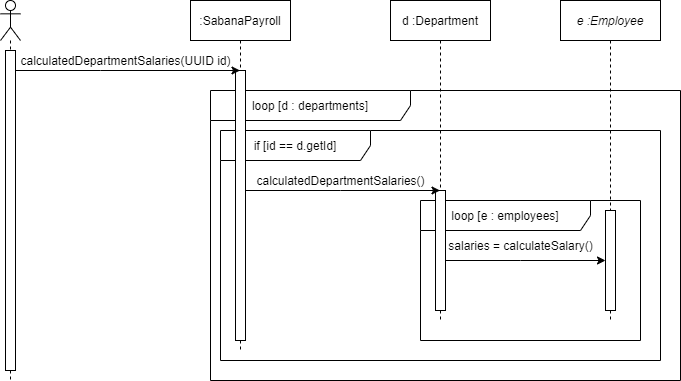 :SabanaPayroll
d :Department
e :Employee
calculatedDepartmentSalaries(UUID id)
loop [d : departments]
if [id == d.getId]
calculatedDepartmentSalaries()
loop [e : employees]
salaries = calculateSalary()